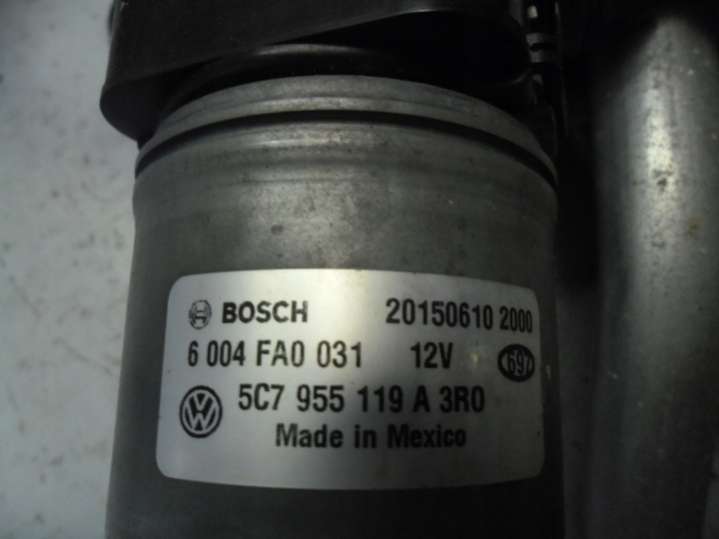 BOSCH 20150610 2000
6 004 FA0 031 12V 697
5C7 955 119 A 3R0
Made in Mexico